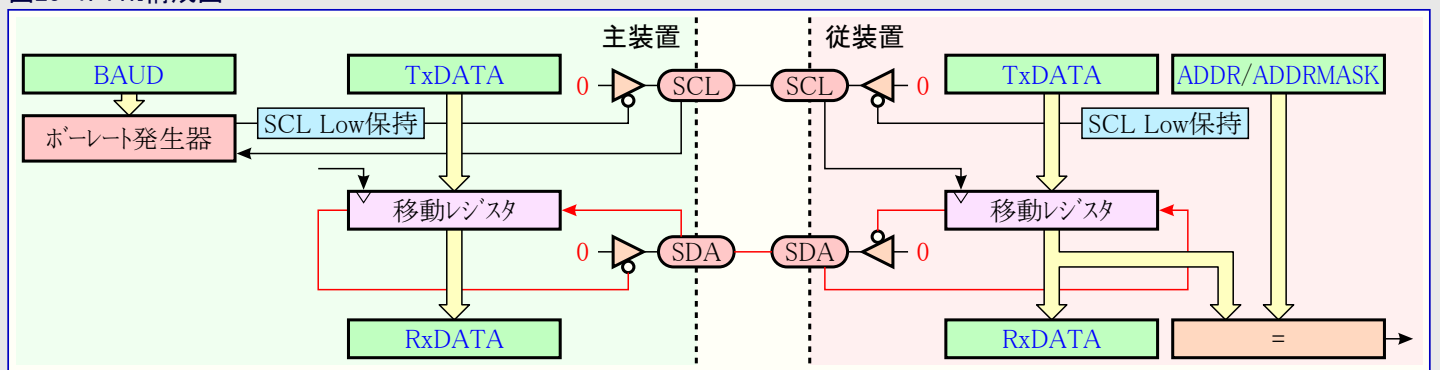 主装置
従装置
BAUD
TxDATA
0
SCL
SCL
0
TxDATA
ADDR/ADDRMASK
ボーレート発生器
SCL Low保持
SCL Low保持
移動レジスタ
移動レジスタ
0
SDA
SDA
0
RxDATA
RxDATA
=